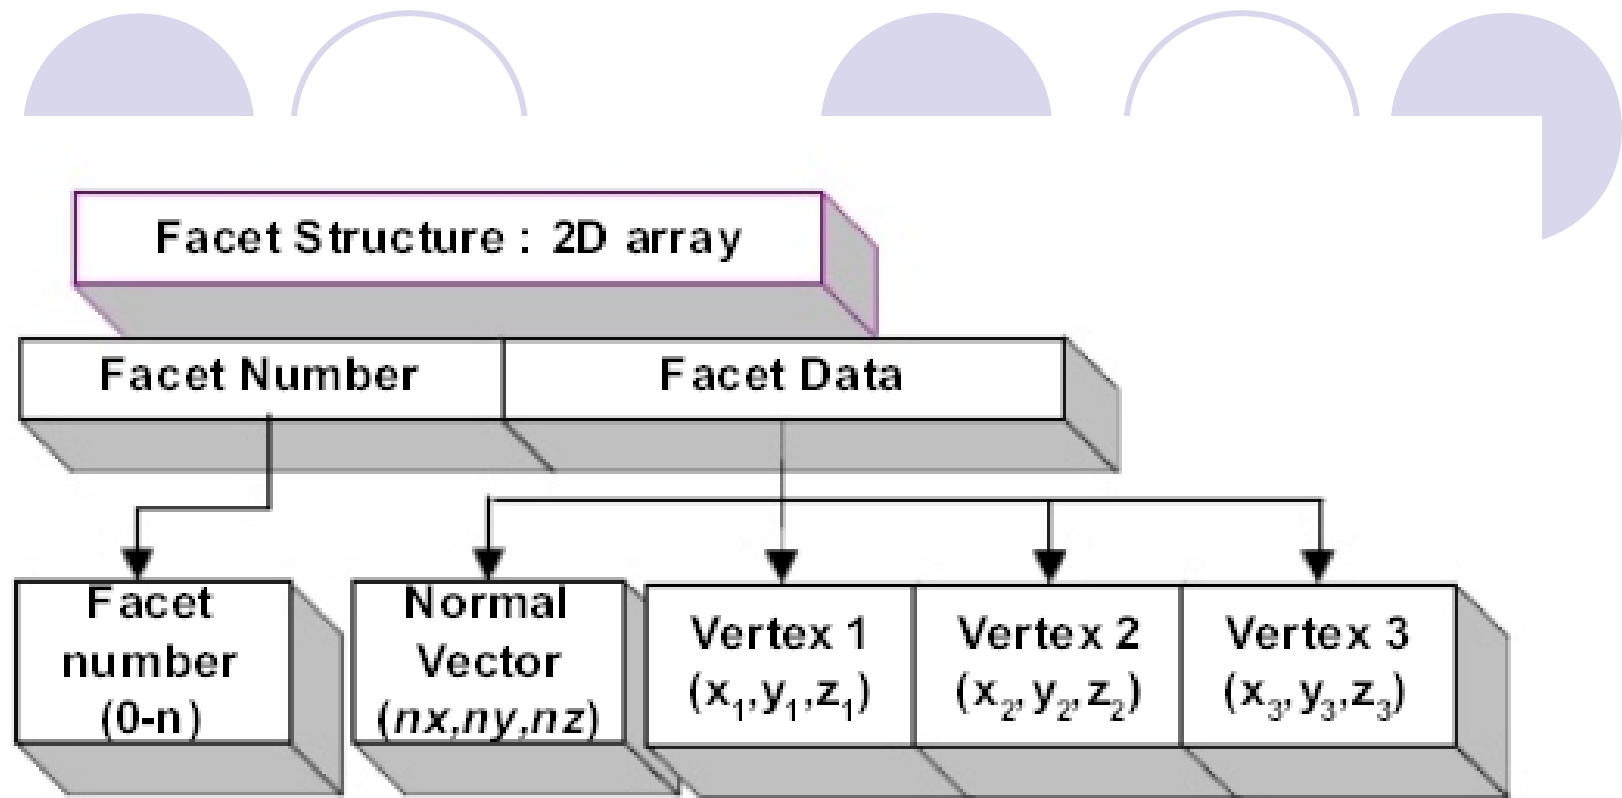 Facet Structure : 2D array
Facet Number
Facet Data
Facet
number
(0-n)
Normal
Vector
(nx,ny,nz)
Vertex 1
(x₁,y₁,z₁)
Vertex 2
(x₂,y₂,z₂)
Vertex 3
(x₃,y₃,z₃)